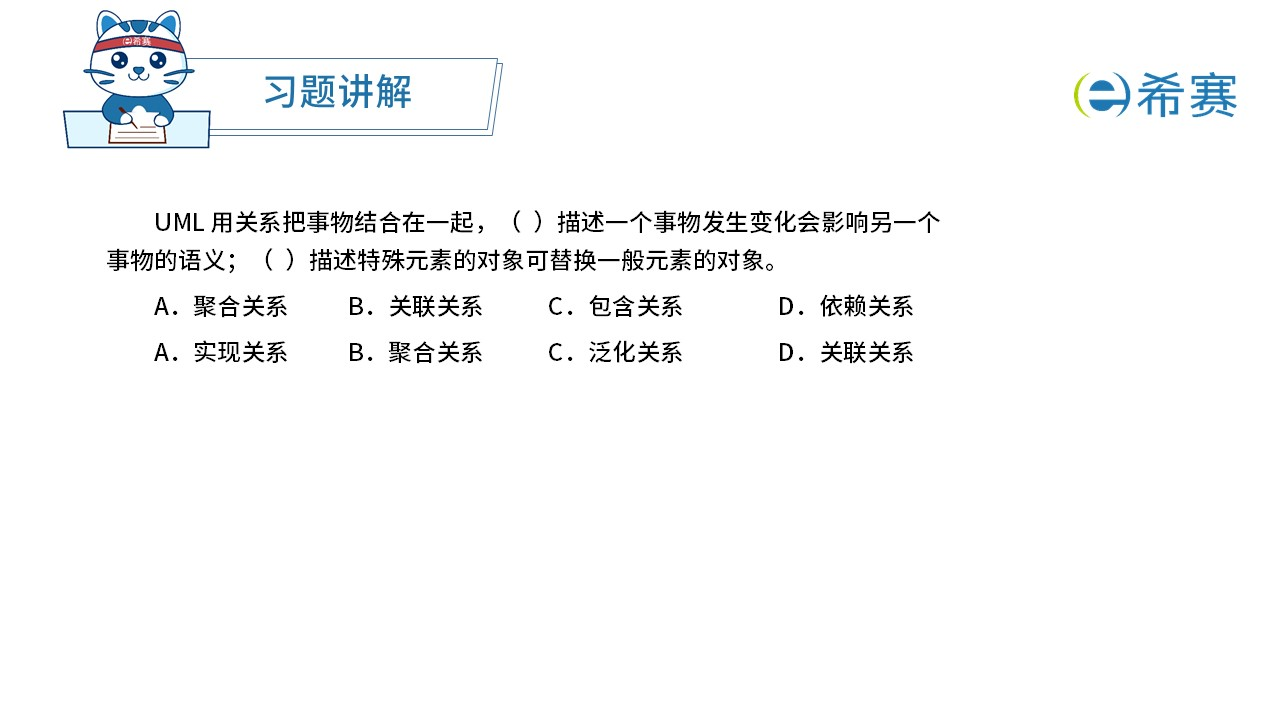 希赛
习题讲解
希赛
UML 用关系把事物结合在一起，（ ）描述一个事物发生变化会影响另一个
事物的语义；（ ）描述特殊元素的对象可替换一般元素的对象。
A．聚合关系 B．关联关系 C．包含关系 D．依赖关系
A．实现关系 B．聚合关系 C．泛化关系 D．关联关系